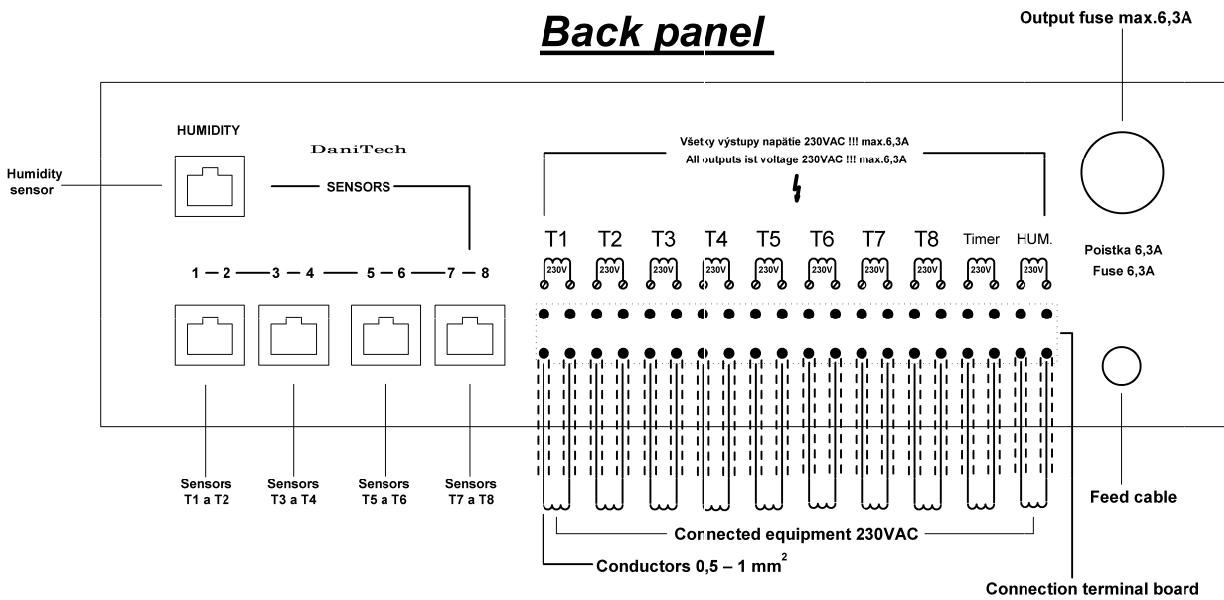 Back panel
Output fuse max.6,3A
HUMIDITY
DaniTech
SENSORS
Humidity
sensor
Všetky výstupy napätie 230VAC !!! max.6,3A
All outputs ist voltage 230VAC !!! max.6,3A
T1 T2 T3 T4 T5 T6 T7 T8 Timer HUM.
230V 230V 230V 230V 230V 230V 230V 230V 230V 230V
Poistka 6,3A
Fuse 6,3A
1 – 2 3 – 4 5 – 6 7 – 8
Sensors
T1 a T2
Sensors
T3 a T4
Sensors
T5 a T6
Sensors
T7 a T8
Feed cable
Connected equipment 230VAC
Conductors 0,5 – 1 mm²
Connection terminal board